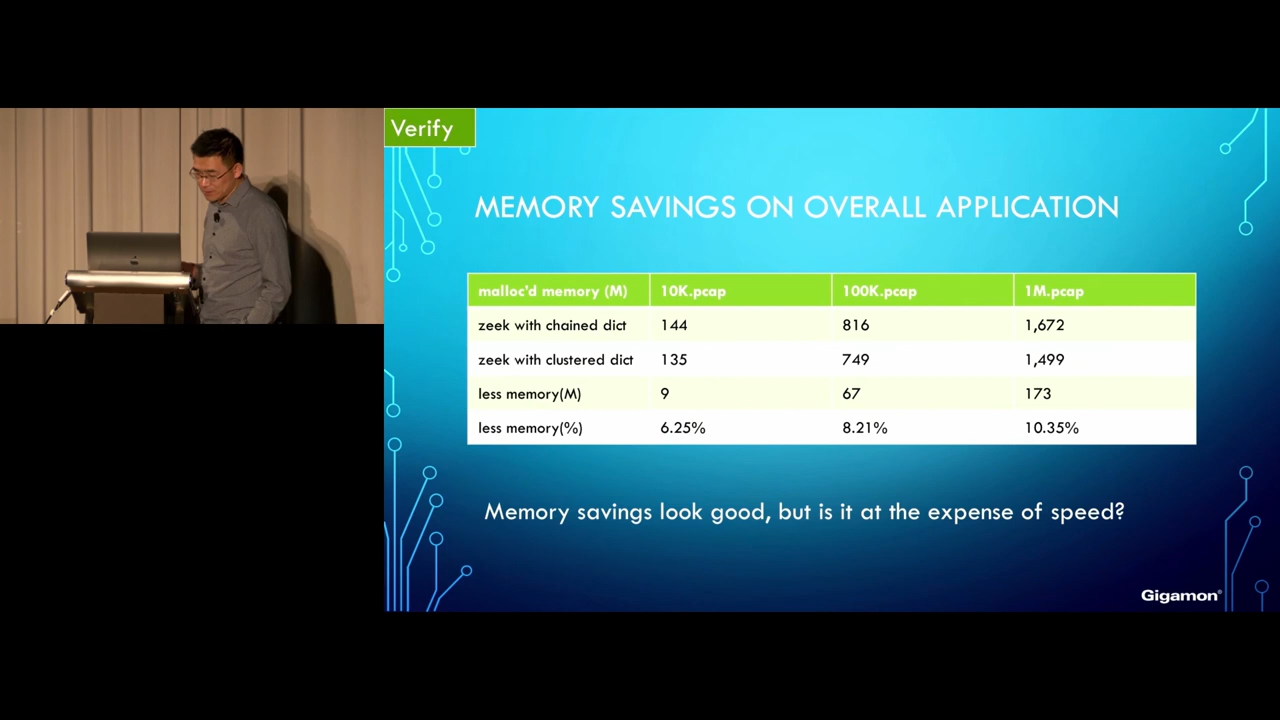 Verify
MEMORY SAVINGS ON OVERALL APPLICATION
malloc'd memory (M) 10K.pcap 100K.pcap 1M.pcap
zeek with chained dict 144 816 1,672
zeek with clustered dict 135 749 1,499
less memory(M) 9 67 173
less memory(%) 6.25% 8.21% 10.35%
Memory savings look good, but is it at the expense of speed?
Gigamon®